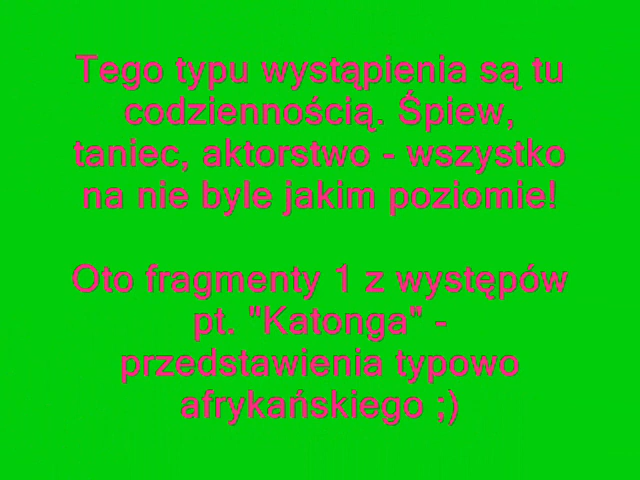 Tego typu wystąpienia są tu
codziennością. Śpiew,
taniec, aktorstwo - wszystko
na nie byle jakim poziomie!
Oto fragmenty 1 z występów
pt. "Katonga" -
przedstawienia typowo
afrykańskiego ;)